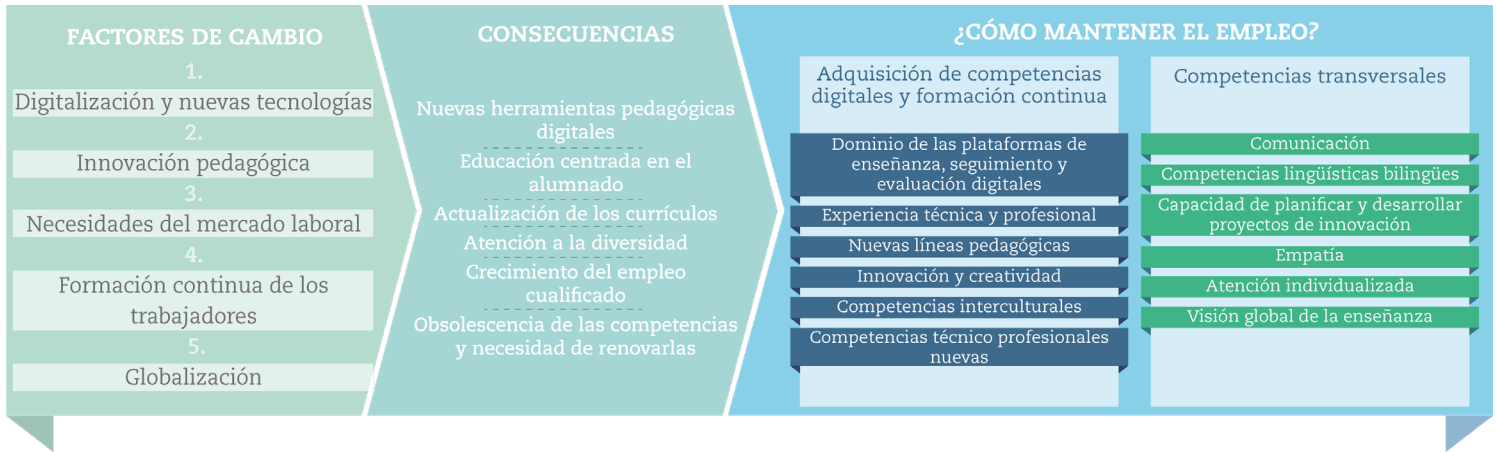 FACTORES DE CAMBIO
1.
Digitalización y nuevas tecnologías
2.
Innovación pedagógica
3.
Necesidades del mercado laboral
4.
Formación continua de los
trabajadores
5.
Globalización
CONSECUENCIAS
Nuevas herramientas pedagógicas
digitales
Educación centrada en el
alumnado
Actualización de los currículos
Atención a la diversidad
Crecimiento del empleo
cualificado
Obsolescencia de las competencias
y necesidad de renovarlas
¿CÓMO MANTENER EL EMPLEO?
Adquisición de competencias
digitales y formación continua
Dominio de las plataformas de
enseñanza, seguimiento y
evaluación digitales
Experiencia técnica y profesional
Nuevas líneas pedagógicas
Innovación y creatividad
Competencias interculturales
Competencias técnico profesionales
nuevas
Competencias transversales
Comunicación
Competencias lingüísticas bilingües
Capacidad de planificar y desarrollar
proyectos de innovación
Empatía
Atención individualizada
Visión global de la enseñanza